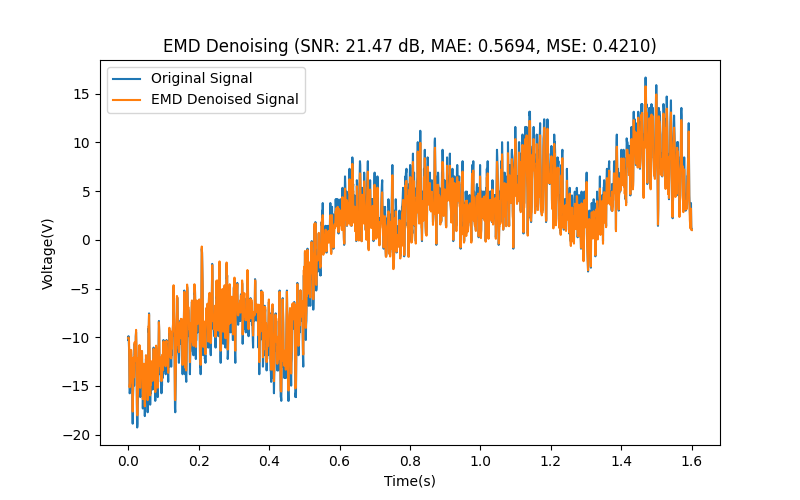 EMD Denoising (SNR: 21.47 dB, MAE: 0.5694, MSE: 0.4210)
Original Signal
EMD Denoised Signal
15
10
5
0
−5
−10
−15
−20
Voltage(V)
0.0 0.2 0.4 0.6 0.8 1.0 1.2 1.4 1.6
Time(s)